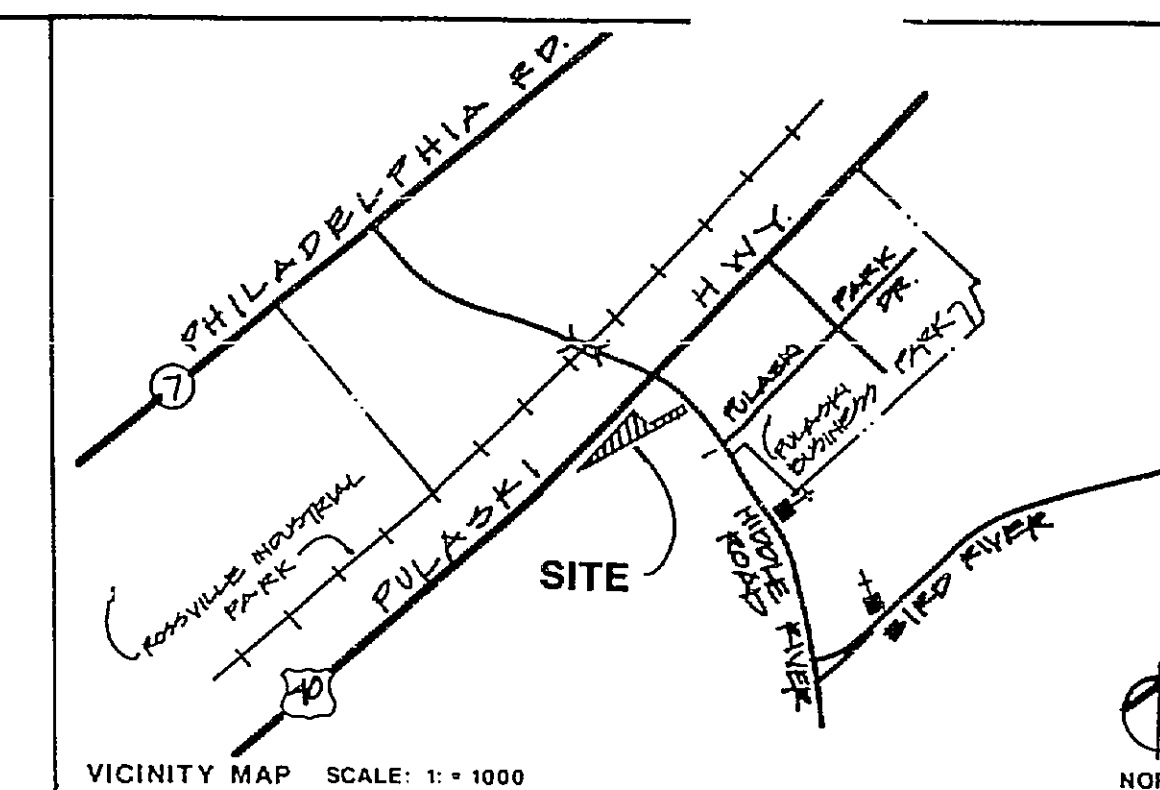 PHILADELPHIA RD.
7
HWY.
PARK
DR.
PULASKI
PARK
(PULASKI
BUSINESS
ROSSVILLE INDUSTRIAL
PARK
PULASKI
SITE
MIDDLE RIVER
ROAD
BIRD RIVER
40
VICINITY MAP SCALE: 1: = 1000
NOR